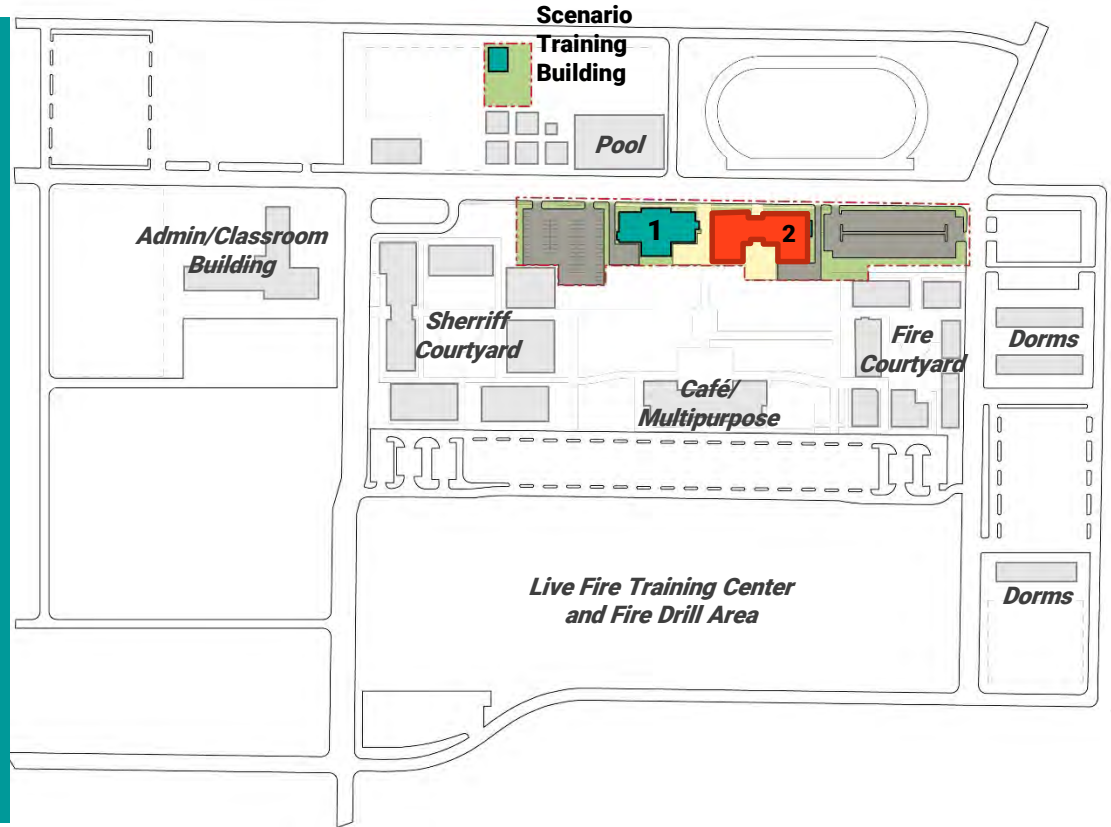 Scenario
Training
Building
Pool
1
2
Admin/Classroom
Building
Sherriff
Courtyard
Fire
Courtyard
Dorms
Café/
Multipurpose
Live Fire Training Center
and Fire Drill Area
Dorms